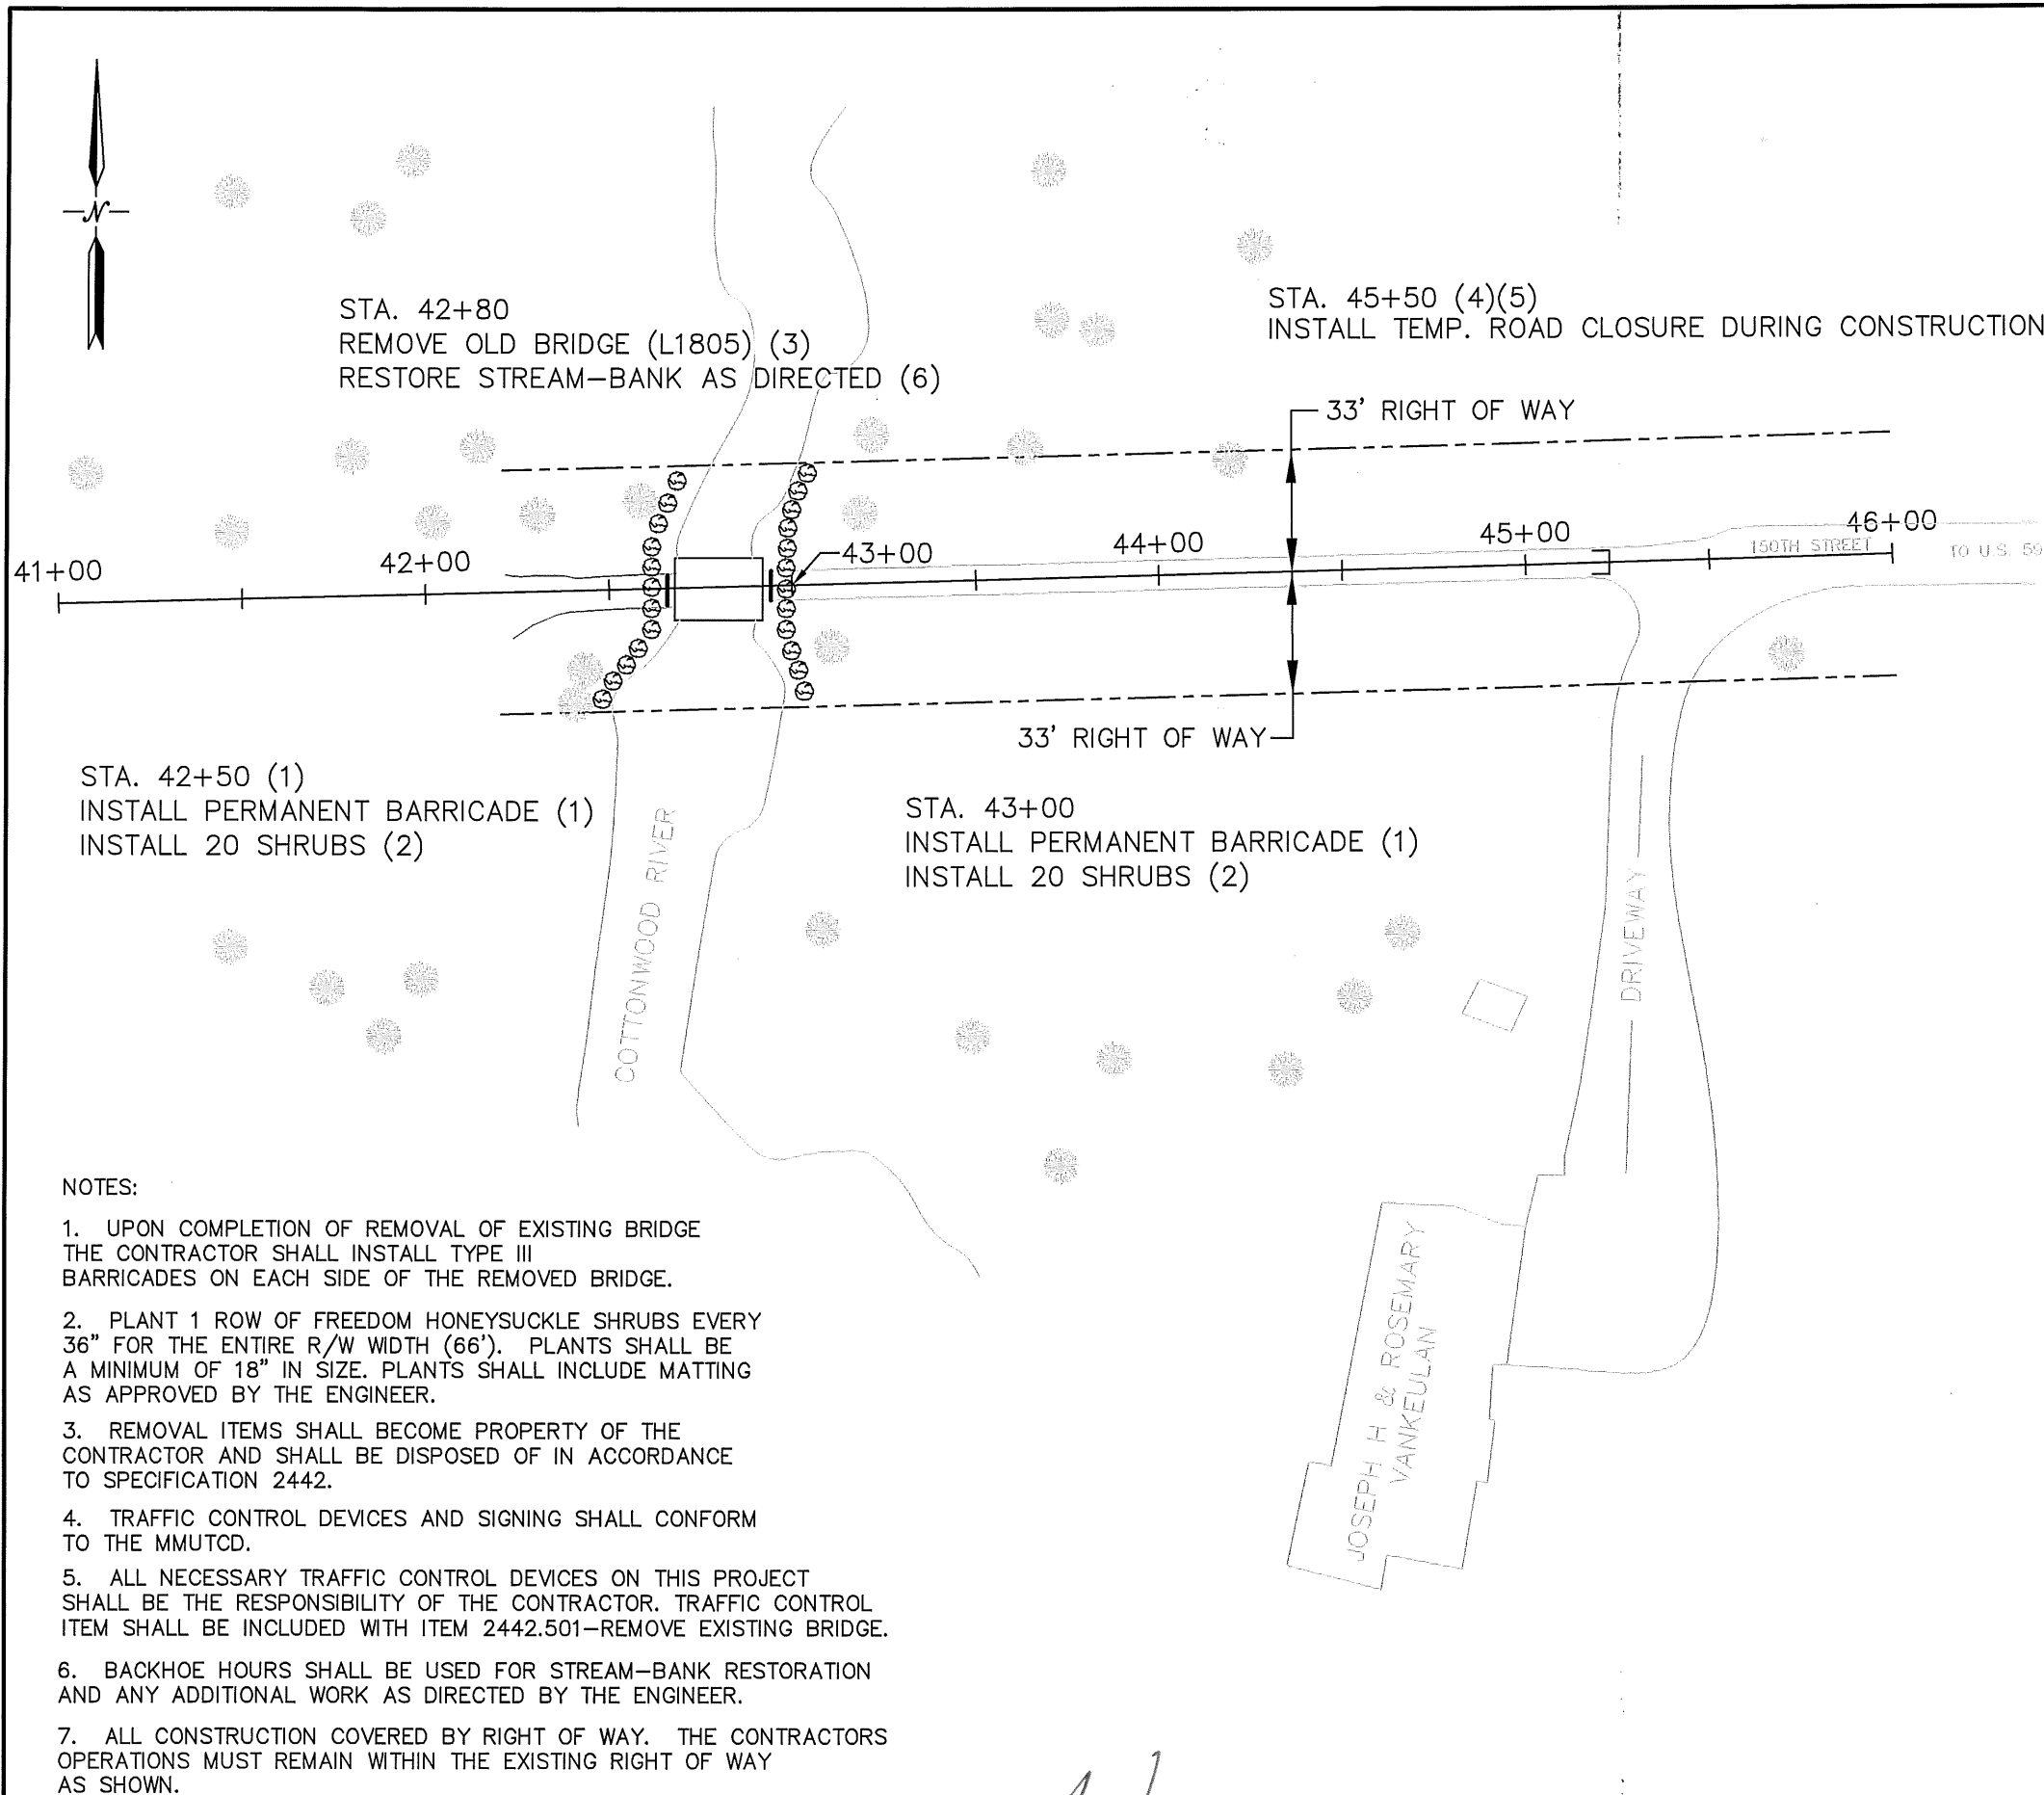 N
STA. 42+80
REMOVE OLD BRIDGE (L1805) (3)
RESTORE STREAM-BANK AS DIRECTED (6)
STA. 45+50 (4)(5)
INSTALL TEMP. ROAD CLOSURE DURING CONSTRUCTION
33' RIGHT OF WAY
41+00
42+00
43+00
44+00
45+00
46+00
150TH STREET
TO U.S. 59
33' RIGHT OF WAY
STA. 42+50 (1)
INSTALL PERMANENT BARRICADE (1)
INSTALL 20 SHRUBS (2)
STA. 43+00
INSTALL PERMANENT BARRICADE (1)
INSTALL 20 SHRUBS (2)
COTTONWOOD RIVER
DRIVEWAY
JOSEPH H & ROSEMARY
VANKEULAN
NOTES:
1. UPON COMPLETION OF REMOVAL OF EXISTING BRIDGE
THE CONTRACTOR SHALL INSTALL TYPE III
BARRICADES ON EACH SIDE OF THE REMOVED BRIDGE.
2. PLANT 1 ROW OF FREEDOM HONEYSUCKLE SHRUBS EVERY
36" FOR THE ENTIRE R/W WIDTH (66'). PLANTS SHALL BE
A MINIMUM OF 18" IN SIZE. PLANTS SHALL INCLUDE MATTING
AS APPROVED BY THE ENGINEER.
3. REMOVAL ITEMS SHALL BECOME PROPERTY OF THE
CONTRACTOR AND SHALL BE DISPOSED OF IN ACCORDANCE
TO SPECIFICATION 2442.
4. TRAFFIC CONTROL DEVICES AND SIGNING SHALL CONFORM
TO THE MMUTCD.
5. ALL NECESSARY TRAFFIC CONTROL DEVICES ON THIS PROJECT
SHALL BE THE RESPONSIBILITY OF THE CONTRACTOR. TRAFFIC CONTROL
ITEM SHALL BE INCLUDED WITH ITEM 2442.501-REMOVE EXISTING BRIDGE.
6. BACKHOE HOURS SHALL BE USED FOR STREAM-BANK RESTORATION
AND ANY ADDITIONAL WORK AS DIRECTED BY THE ENGINEER.
7. ALL CONSTRUCTION COVERED BY RIGHT OF WAY. THE CONTRACTORS
OPERATIONS MUST REMAIN WITHIN THE EXISTING RIGHT OF WAY
AS SHOWN.